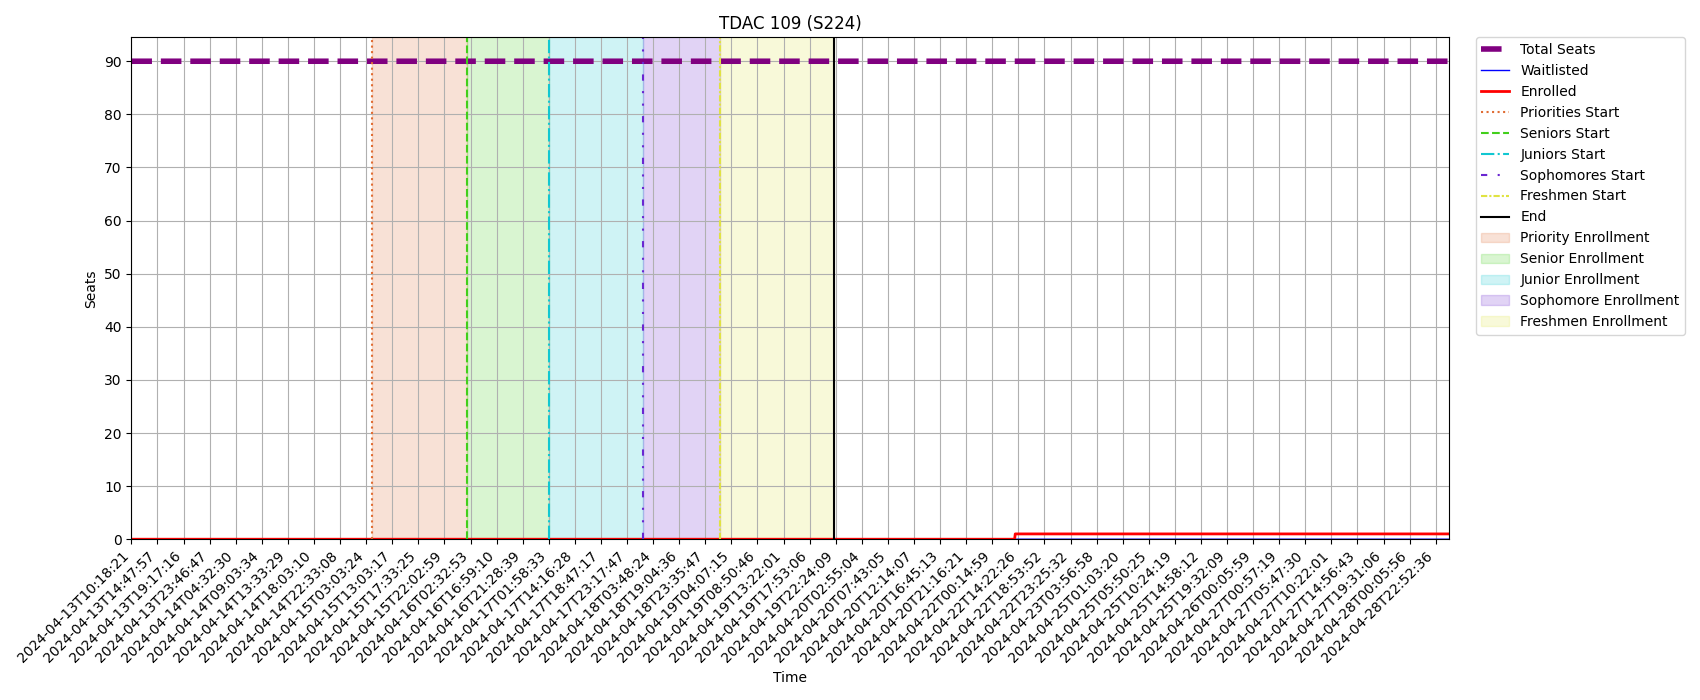 TDAC 109 (S224)
Seats
90
80
70
60
50
40
30
20
10
0
2024-04-13T10:18:21
2024-04-13T14:47:57
2024-04-13T19:17:16
2024-04-13T23:46:47
2024-04-14T04:32:30
2024-04-14T09:03:34
2024-04-14T13:33:29
2024-04-14T18:03:10
2024-04-14T22:33:08
2024-04-15T03:03:24
2024-04-15T13:03:17
2024-04-15T17:33:25
2024-04-15T22:02:59
2024-04-16T02:32:53
2024-04-16T16:59:10
2024-04-16T21:28:39
2024-04-17T01:58:33
2024-04-17T14:16:28
2024-04-17T18:47:17
2024-04-17T23:17:47
2024-04-18T03:48:24
2024-04-18T19:04:36
2024-04-18T23:35:47
2024-04-19T04:07:15
2024-04-19T08:50:46
2024-04-19T13:22:01
2024-04-19T17:53:06
2024-04-19T22:24:09
2024-04-20T02:55:04
2024-04-20T07:43:05
2024-04-20T12:14:07
2024-04-20T16:45:13
2024-04-20T21:16:21
2024-04-22T00:14:59
2024-04-22T14:22:26
2024-04-22T18:53:52
2024-04-22T23:25:32
2024-04-23T03:56:58
2024-04-25T01:03:20
2024-04-25T05:50:25
2024-04-25T10:24:19
2024-04-25T14:58:12
2024-04-25T19:32:09
2024-04-26T00:05:59
2024-04-27T00:57:19
2024-04-27T05:47:30
2024-04-27T10:22:01
2024-04-27T14:56:43
2024-04-27T19:31:06
2024-04-28T00:05:56
2024-04-28T22:52:36
Time
Total Seats
Waitlisted
Enrolled
Priorities Start
Seniors Start
Juniors Start
Sophomores Start
Freshmen Start
End
Priority Enrollment
Senior Enrollment
Junior Enrollment
Sophomore Enrollment
Freshmen Enrollment